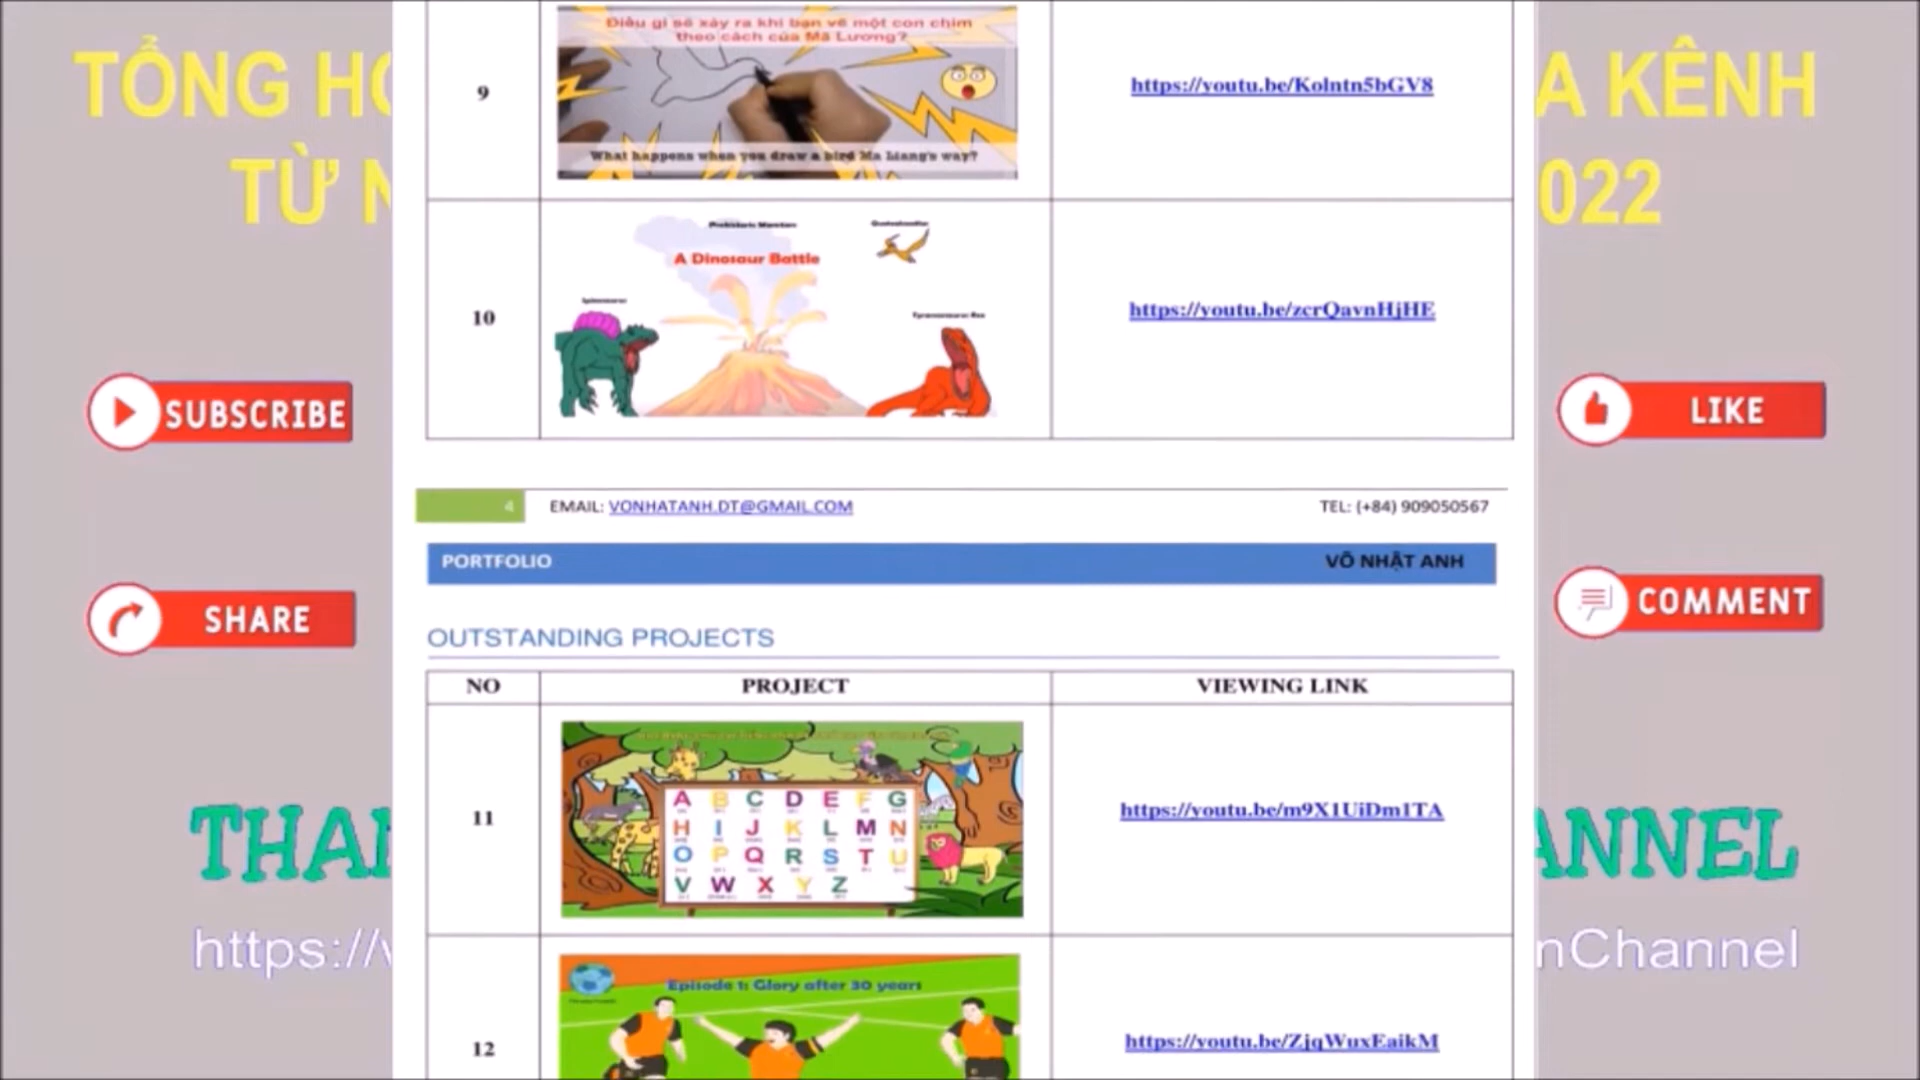 TỔNG
A KÊNH
TỪ
022
SUBSCRIBE
LIKE
SHARE
COMMENT
ANNEL
https://
nChannel
Điều gì sẽ xảy ra khi bạn vẽ một con chim
theo cách của Mã Lương?
9
What happens when you draw a bird Ma Liang's way?
https://youtu.be/Kolntn5bGV8
A Dinosaur Battle
Tyrannosaurus Rex
10
https://youtu.be/zcrQavnHjHE
4
EMAIL: VONHATANH.DT@GMAIL.COM
TEL: (+84) 909050567
PORTFOLIO
VÕ NHẬT ANH
OUTSTANDING PROJECTS
NO PROJECT VIEWING LINK
11
A B C D E F G
H I J K L M N
O P Q R S T U
V W X Y Z
https://youtu.be/m9X1UiDm1TA
12
Episode 1: Glory after 30 years
https://youtu.be/ZjqWuxEaikM